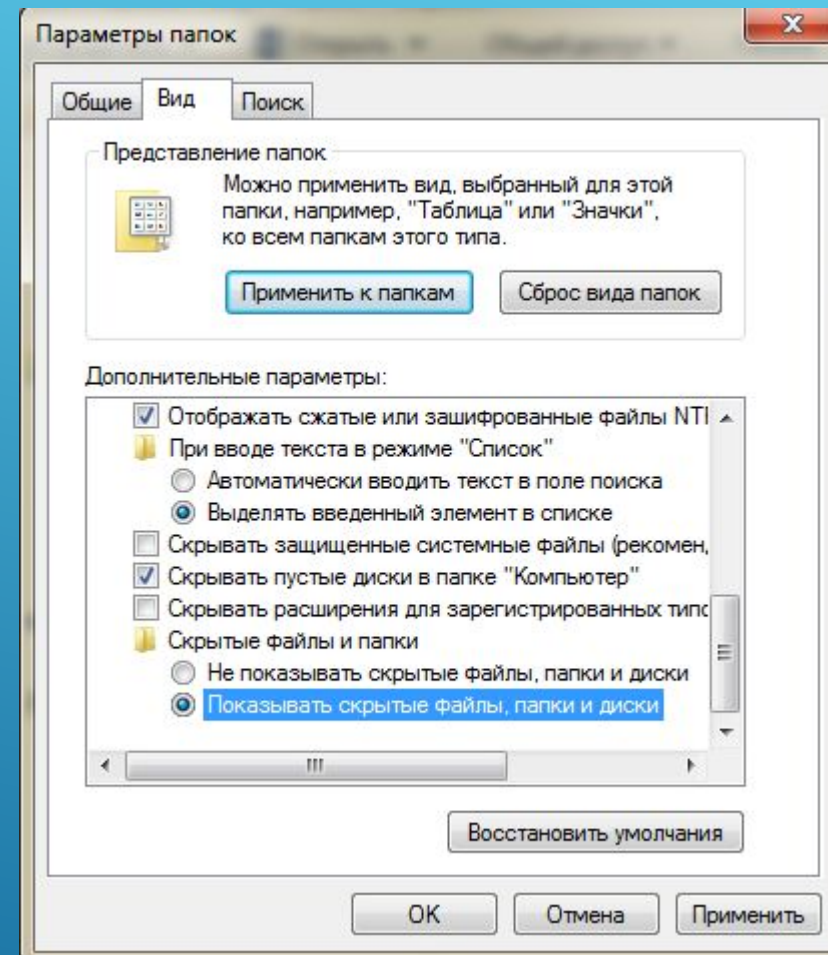 Параметры папок
Общие Вид Поиск
Представление папок
Можно применить вид, выбранный для этой
папки, например, "Таблица" или "Значки",
ко всем папкам этого типа.
Применить к папкам Сброс вида папок
Дополнительные параметры:
Отображать сжатые или зашифрованные файлы NTF
При вводе текста в режиме "Список"
Автоматически вводить текст в поле поиска
Выделять введенный элемент в списке
Скрывать защищенные системные файлы (рекомен,
Скрывать пустые диски в папке "Компьютер"
Скрывать расширения для зарегистрированных типо
Скрытые файлы и папки
Не показывать скрытые файлы, папки и диски
Показывать скрытые файлы, папки и диски
Восстановить умолчания
OK Отмена Применить